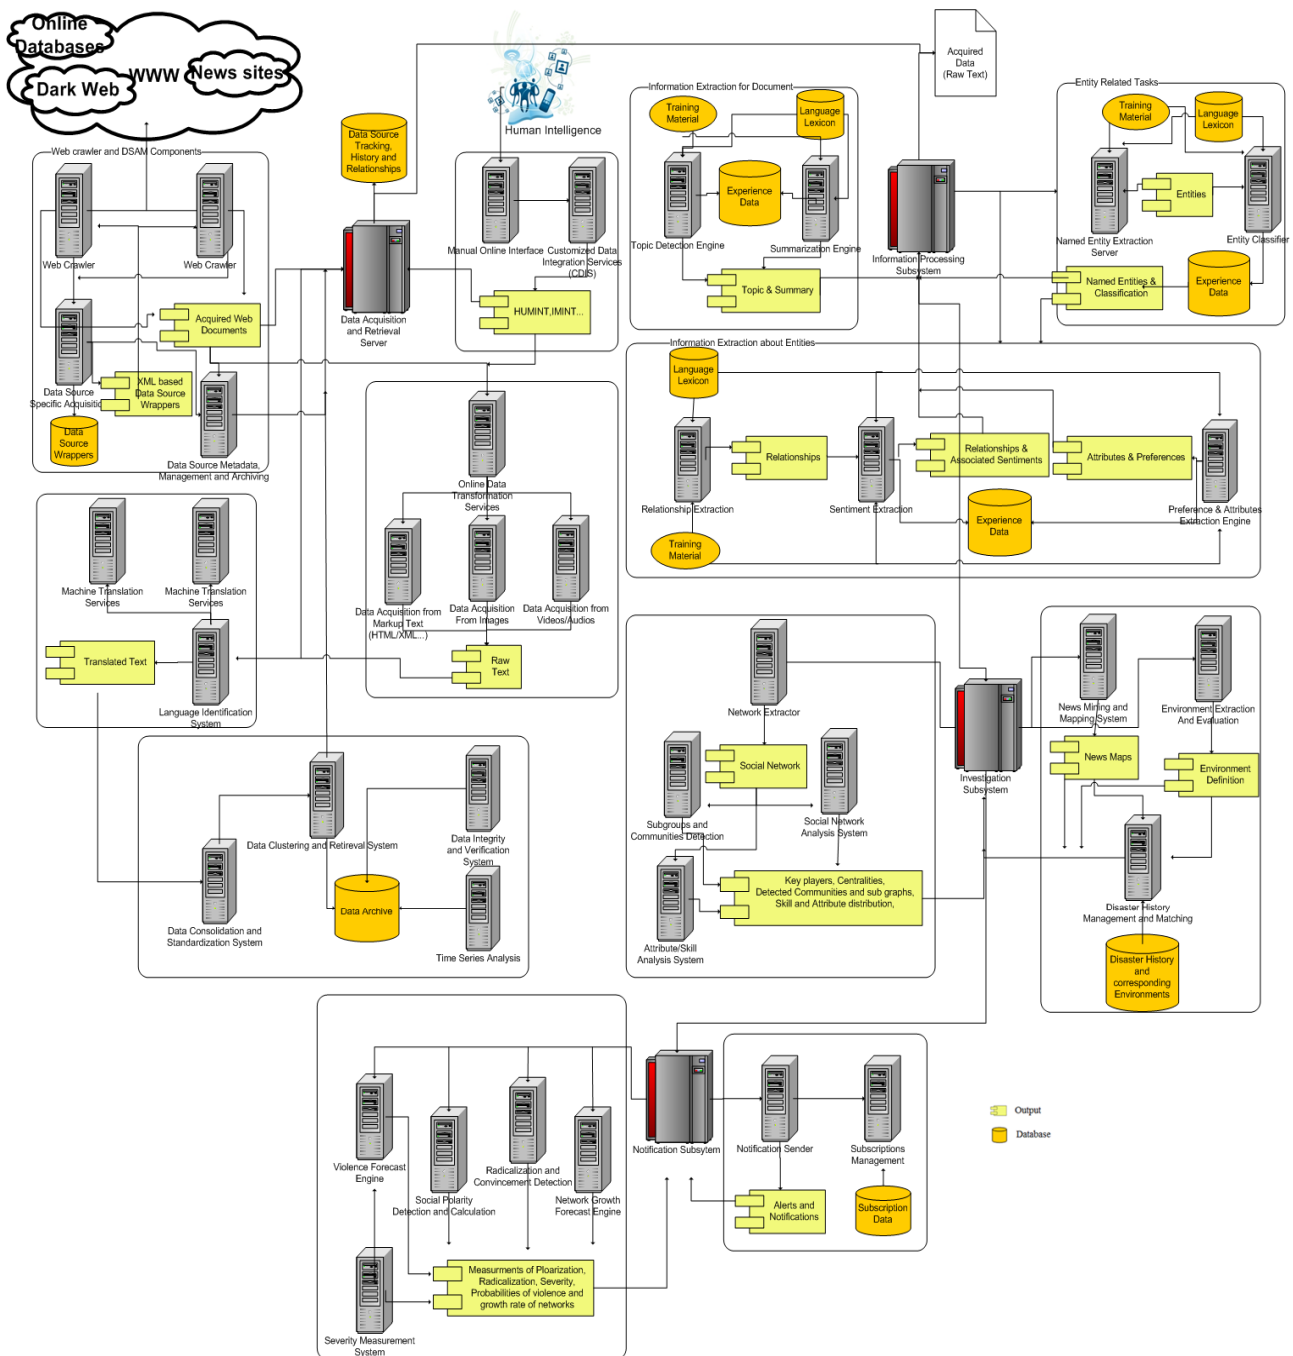 Online
Databases
WWW
News sites
Dark Web
Human Intelligence
Acquired
Data
(Raw Text)
Web crawler and DSAM Components
Web Crawler
Web Crawler
Acquired Web
Documents
Data Source
Specific Acquisitio
XML based
Data Source
Wrappers
Data
Source
Wrappers
Data Source Metadata,
Management and Archiving
Data Source
Tracking,
History and
Relationships
Data Acquisition
and Retrieval
Server
Manual Online Interface
Customized Data
Integration Services
(CDIS)
HUMINT,IMINT...
Information Extraction for Document
Training
Material
Language
Lexicon
Experience
Data
Topic Detection Engine
Summarization Engine
Topic & Summary
Information Processing
Subsystem
Entity Related Tasks
Training
Material
Language
Lexicon
Entities
Named Entity Extraction
Server
Entity Classifier
Named Entities &
Classification
Experience
Data
Information Extraction about Entities
Language
Lexicon
Relationships
Relationships &
Associated Sentiments
Attributes & Preferences
Relationship Extraction
Sentiment Extraction
Preference & Attributes
Extraction Engine
Experience
Data
Training
Material
Online Data
Transformation
Services
Data Acquisition from
Markup Text
(HTML/XML...)
Data Acquisition
From Images
Data Acquisition from
Videos/Audios
Raw
Text
Machine Translation
Services
Machine Translation
Services
Translated Text
Language Identification
System
Data Clustering and Retireval System
Data Integrity
and Verification
System
Data Archive
Data Consolidation and
Standardization System
Time Series Analysis
Network Extractor
Social Network
Subgroups and
Communities Detection
Social Network
Analysis System
Key players, Centralities,
Detected Communities and sub graphs,
Skill and Attribute distribution,
Attribute/Skill
Analysis System
Investigation
Subsystem
News Mining and
Mapping System
Environment Extraction
And Evaluation
News Maps
Environment
Definition
Disaster History
Management and Matching
Disaster History
and
corresponding
Environments
Violence Forecast
Engine
Social Polarity
Detection and Calculation
Radicalization and
Convincement Detection
Network Growth
Forecast Engine
Measurments of Ploarization,
Radicalization, Severity,
Probabilities of violence and
growth rate of networks
Severity Measurement
System
Notification Subsytem
Notification Sender
Subscriptions
Management
Alerts and
Notifications
Subscription
Data
Output
Database